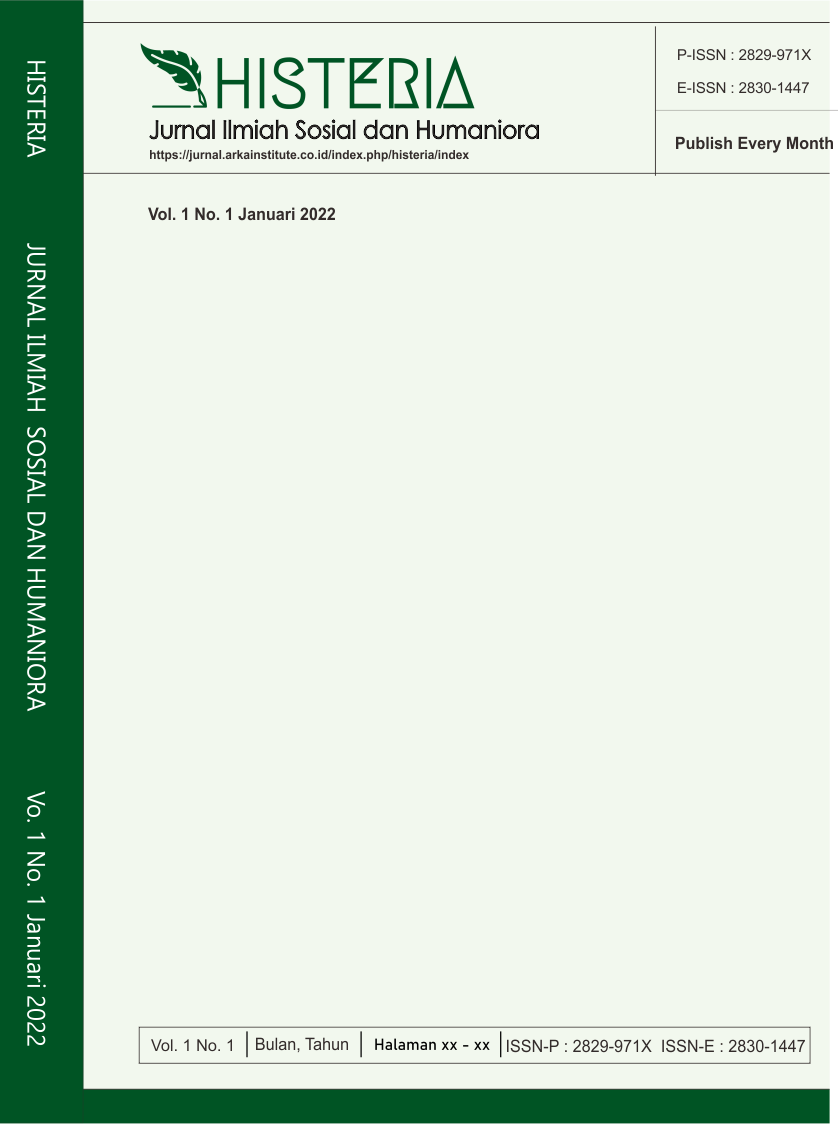 HISTERIA
JURNAL ILMIAH SOSIAL DAN HUMANIORA
Vo. 1 No. 1 Januari 2022
HISTERIA
Jurnal Ilmiah Sosial dan Humaniora
https://jurnal.arkainstitute.co.id/index.php/histeria/index
P-ISSN : 2829-971X
E-ISSN : 2830-1447
Publish Every Month
Vol. 1 No. 1 Januari 2022
Vol. 1 No. 1 | Bulan, Tahun | Halaman xx - xx | ISSN-P : 2829-971X ISSN-E : 2830-1447